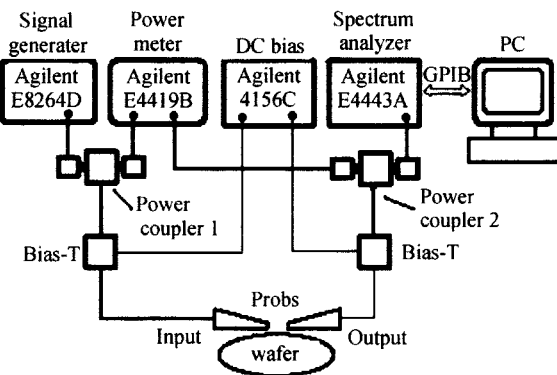 Signal
generater
Power
meter
DC bias
Spectrum
analyzer
PC
Agilent
E8264D
Agilent
E4419B
Agilent
4156C
Agilent
E4443A
GPIB
Power
coupler 1
Power
coupler 2
Bias-T
Bias-T
Probs
Input
Output
wafer